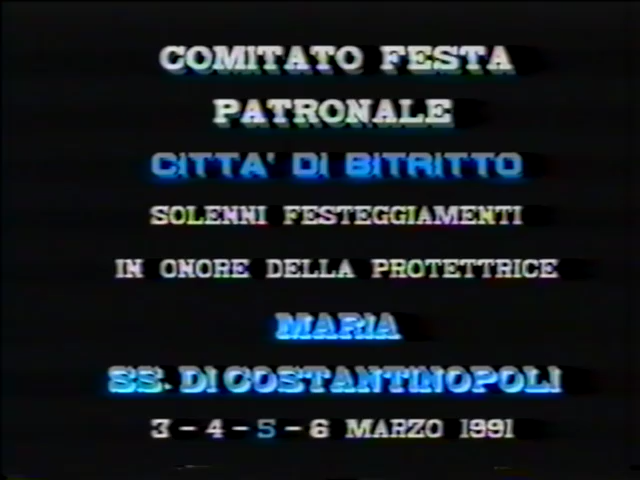 COMITATO FESTA
PATRONALE
CITTA' DI BITRITTO
SOLENNI FESTEGGIAMENTI
IN ONORE DELLA PROTETTRICE
MARIA
SS. DI COSTANTINOPOLI
3 - 4 - 5 - 6 MARZO 1991